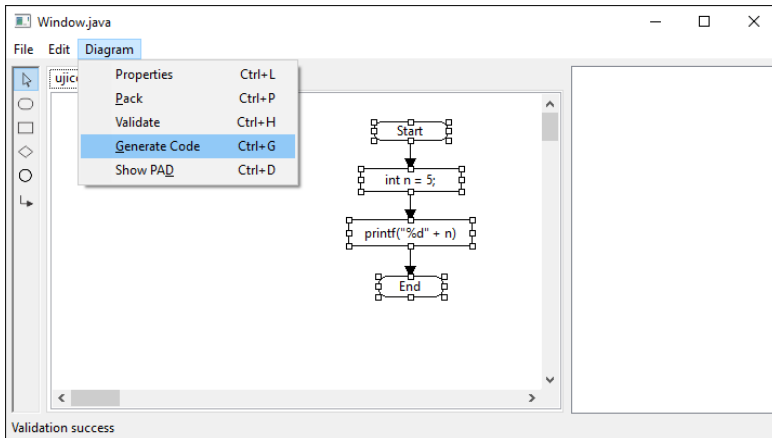 Window.java
File Edit Diagram
Properties Ctrl+L
Pack Ctrl+P
Validate Ctrl+H
Generate Code Ctrl+G
Show PAD Ctrl+D
Start
int n = 5;
printf("%d" + n)
End
Validation success